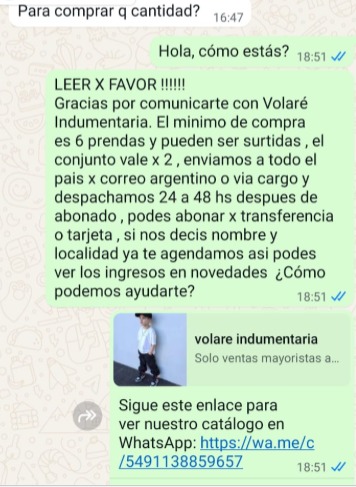 Para comprar q cantidad?
16:47
Hola, cómo estás?
18:51
LEER X FAVOR !!!!!!
Gracias por comunicarte con Volaré
Indumentaria. El minimo de compra
es 6 prendas y pueden ser surtidas , el
conjunto vale x 2 , enviamos a todo el
pais x correo argentino o via cargo y
despachamos 24 a 48 hs despues de
abonado , podes abonar x transferencia
o tarjeta , si nos decis nombre y
localidad ya te agendamos asi podes
ver los ingresos en novedades ¿Cómo
podemos ayudarte?
18:51
volare indumentaria
Solo ventas mayoristas a...
Sigue este enlace para
ver nuestro catálogo en
WhatsApp: https://wa.me/c
/5491138859657
18:51